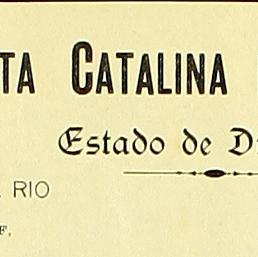 TA CATALINA
Estado de D
RIO
F.